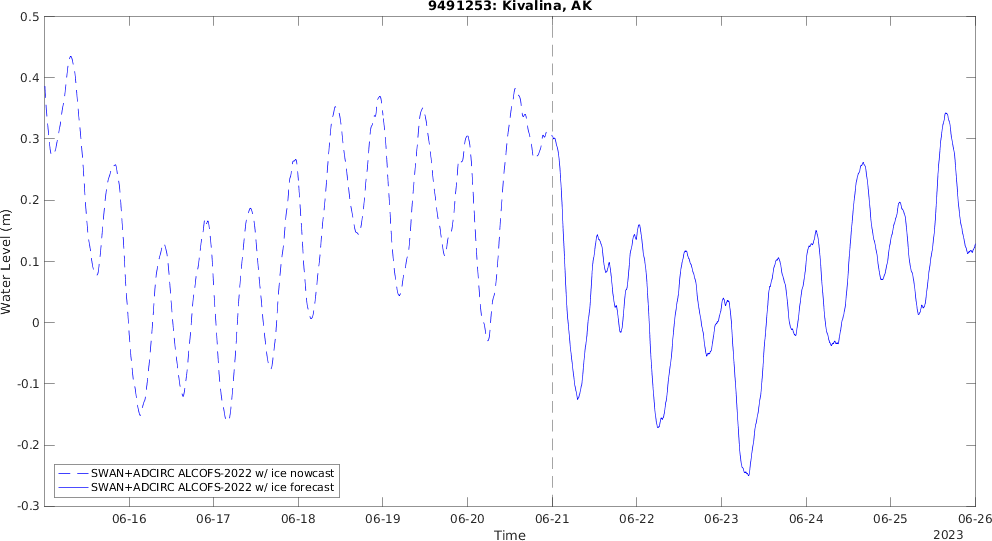 9491253: Kivalina, AK
Water Level (m)
0.5
0.4
0.3
0.2
0.1
0
-0.1
-0.2
-0.3
SWAN+ADCIRC ALCOFS-2022 w/ ice nowcast
SWAN+ADCIRC ALCOFS-2022 w/ ice forecast
06-16 06-17 06-18 06-19 06-20 06-21 06-22 06-23 06-24 06-25 06-26
Time
2023